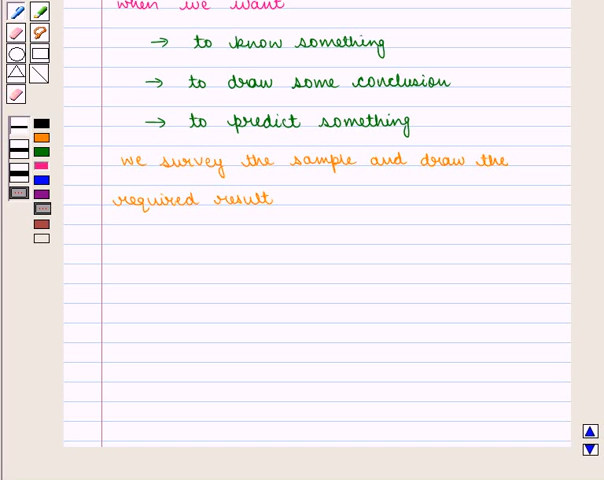 when we want
→ to know something
→ to draw some conclusion
→ to predict something
we survey the sample and draw the
required result